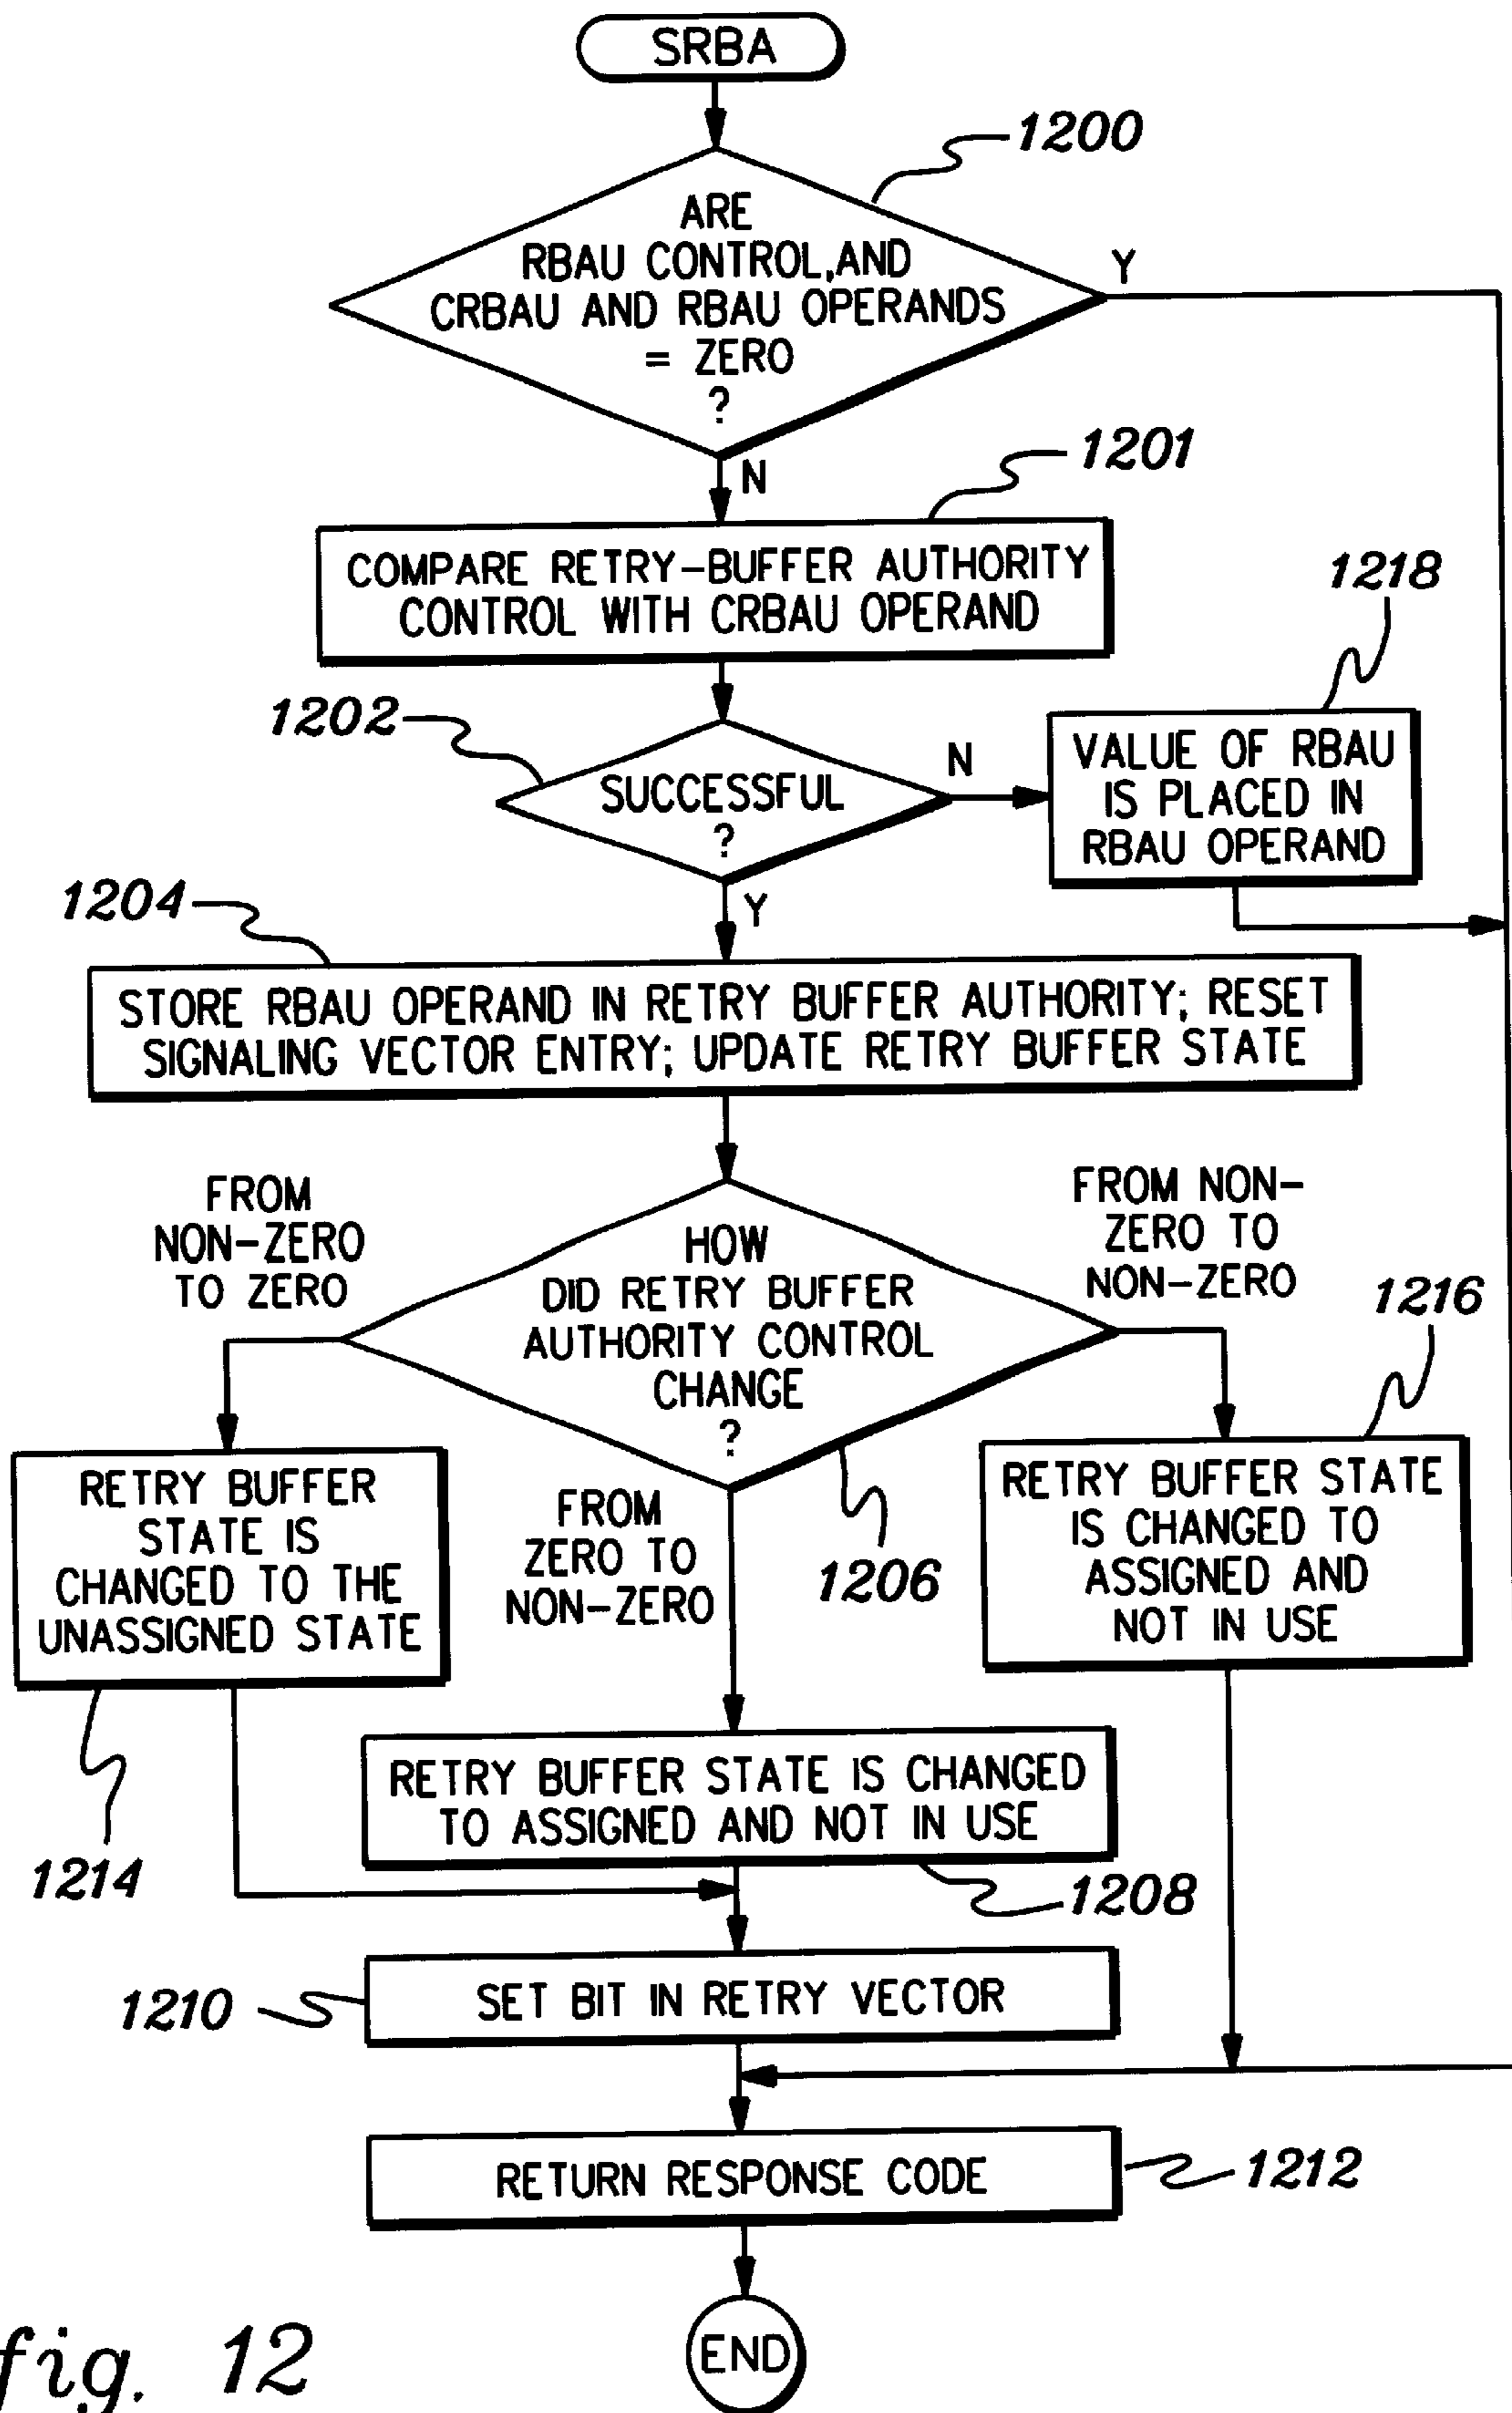 SRBA
1200
ARE
RBAU CONTROL, AND
CRBAU AND RBAU OPERANDS
= ZERO
?
Y
N
1201
COMPARE RETRY-BUFFER AUTHORITY
CONTROL WITH CRBAU OPERAND
1218
1202
SUCCESSFUL
?
N
VALUE OF RBAU
IS PLACED IN
RBAU OPERAND
Y
1204
STORE RBAU OPERAND IN RETRY BUFFER AUTHORITY; RESET
SIGNALING VECTOR ENTRY; UPDATE RETRY BUFFER STATE
FROM
NON-ZERO
TO ZERO
HOW
DID RETRY BUFFER
AUTHORITY CONTROL
CHANGE
?
FROM NON-
ZERO TO
NON-ZERO
1216
RETRY BUFFER
STATE IS
CHANGED TO THE
UNASSIGNED STATE
FROM
ZERO TO
NON-ZERO
1206
RETRY BUFFER STATE
IS CHANGED TO
ASSIGNED AND
NOT IN USE
RETRY BUFFER STATE IS CHANGED
TO ASSIGNED AND NOT IN USE
1214
1208
SET BIT IN RETRY VECTOR
1210
RETURN RESPONSE CODE
1212
END
fig. 12